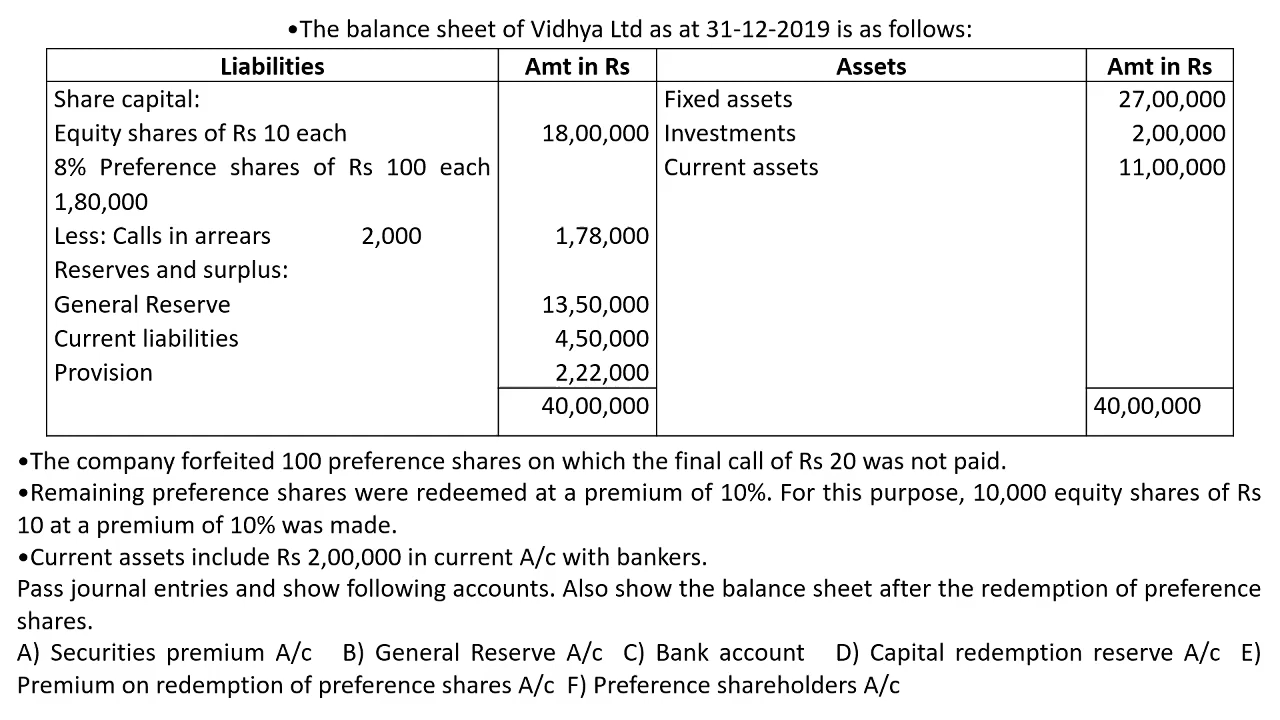 •The balance sheet of Vidhya Ltd as at 31-12-2019 is as follows:
Liabilities Amt in Rs Assets Amt in Rs
Share capital: Fixed assets 27,00,000
Equity shares of Rs 10 each 18,00,000 Investments 2,00,000
8% Preference shares of Rs 100 each Current assets 11,00,000
1,80,000
Less: Calls in arrears 2,000 1,78,000
Reserves and surplus:
General Reserve 13,50,000
Current liabilities 4,50,000
Provision 2,22,000
40,00,000 40,00,000
•The company forfeited 100 preference shares on which the final call of Rs 20 was not paid.
•Remaining preference shares were redeemed at a premium of 10%. For this purpose, 10,000 equity shares of Rs
10 at a premium of 10% was made.
•Current assets include Rs 2,00,000 in current A/c with bankers.
Pass journal entries and show following accounts. Also show the balance sheet after the redemption of preference
shares.
A) Securities premium A/c B) General Reserve A/c C) Bank account D) Capital redemption reserve A/c E)
Premium on redemption of preference shares A/c F) Preference shareholders A/c